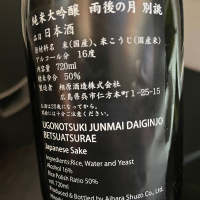 純米大吟醸 雨後の月 別誂
品目 日本酒
原材料名 米(国産)、米こうじ(国産米)
アルコール分 16度
内容量 720ml
精米歩合 50%
製造者 相原酒造株式会社
広島県呉市仁方本町1-25-15
UGONOTSUKI JUNMAI DAIGINJO
BETSUATSURAE
Japanese Sake
Ingredients: Rice, Water and Yeast
Alcohol 16%
Rice Polish Ratio 50%
Produced & Bottled by Aihara Shuzo Co., Ltd.